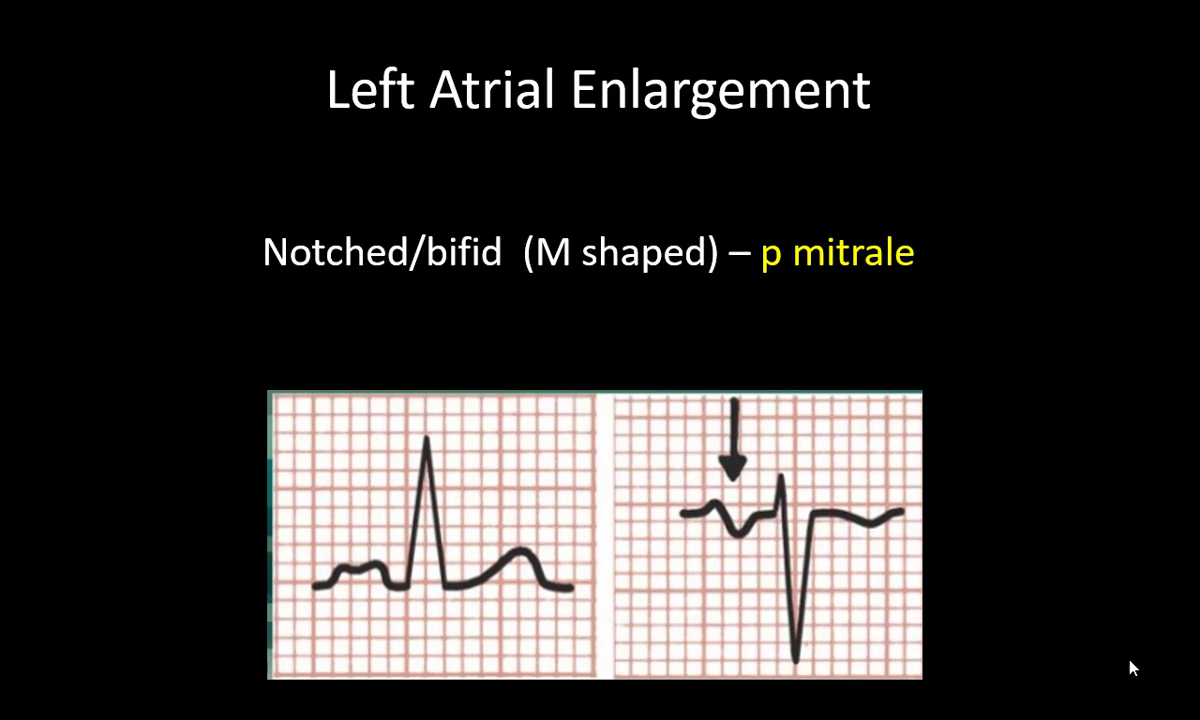 Left Atrial Enlargement
Notched/bifid (M shaped) – p mitrale